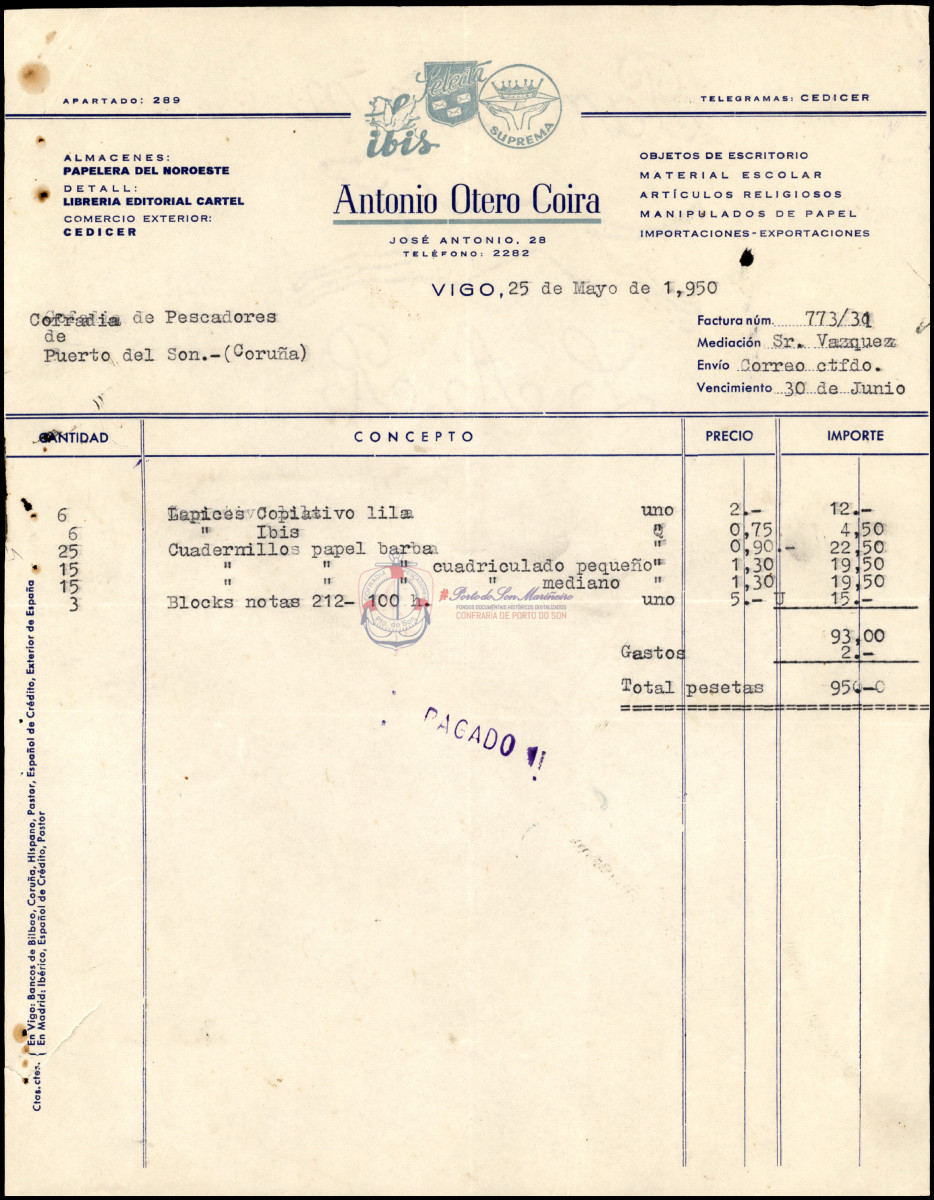 APARTADO: 289
Selecta
ibis
SUPREMA
TELEGRAMAS: CEDICER
ALMACENES:
PAPELERA DEL NOROESTE
DETALL:
LIBRERIA EDITORIAL CARTEL
COMERCIO EXTERIOR:
CEDICER
Antonio Otero Coira
JOSÉ ANTONIO, 28
TELÉFONO: 2282
OBJETOS DE ESCRITORIO
MATERIAL ESCOLAR
ARTÍCULOS RELIGIOSOS
MANIPULADOS DE PAPEL
IMPORTACIONES-EXPORTACIONES
VIGO, 25 de Mayo de 1,950
Cofradia de Pescadores
de
Puerto del Son.-(Coruña)
Factura núm. 773/
Mediación Sr. Vazquez
Envío Correo ctfdo.
Vencimiento 30 de Junio
CANTIDAD CONCEPTO PRECIO IMPORTE
6 Lapices Copiativo lila uno 2.- 12.-
6 " Ibis " 0,75 4,50
25 Cuadernillos papel barba " 0,90.- 22,50
15 " " " cuadriculado pequeño " 1,30 19,50
15 " " " " mediano " 1,30 19,50
3 Blocks notas 212- 100 h. uno 5.- U 15.-
93,00
Gastos 2.-
Total pesetas 95
#Porto do Son Mariñeiro
FONDOS DOCUMENTAIS HISTÓRICOS DIXITALIZADOS
CONFRARIA DE PORTO DO SON
Pto. do Son
PAGADO
Ctas. ctes. { En Vigo: Bancos de Bilbao, Coruña, Hispano, Pastor, Español de Crédito, Exterior de España
En Madrid: Ibérico, Español de Crédito, Pastor